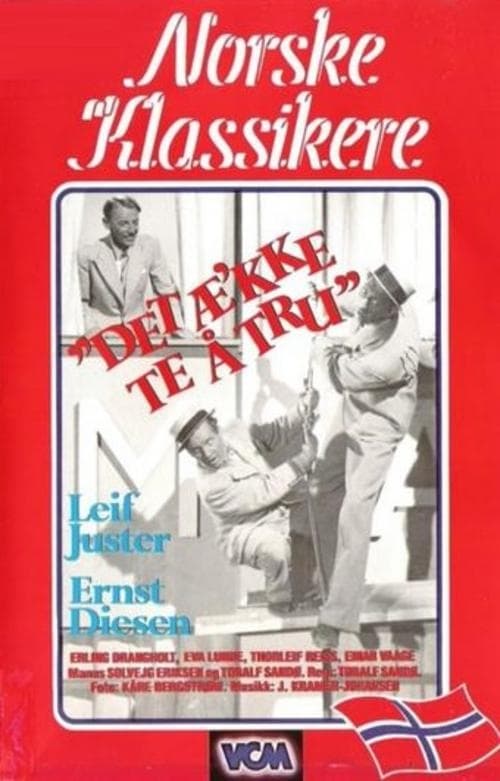 Norske
Klassikere
"DET Æ'KKE
TE Å TRU"
Leif
Juster
Ernst
Diesen
ERLING DRANGHOLT, EVA LUNDE, THORLEIF REISS, EINAR VAAGE
Manus SOLVEJG ERIKSEN og TORALF SANDØ. Regi: TORALF SANDØ.
Foto: KÅRE BERGSTRØM. Musikk: J. KRAMER-JOHANSEN
VCM